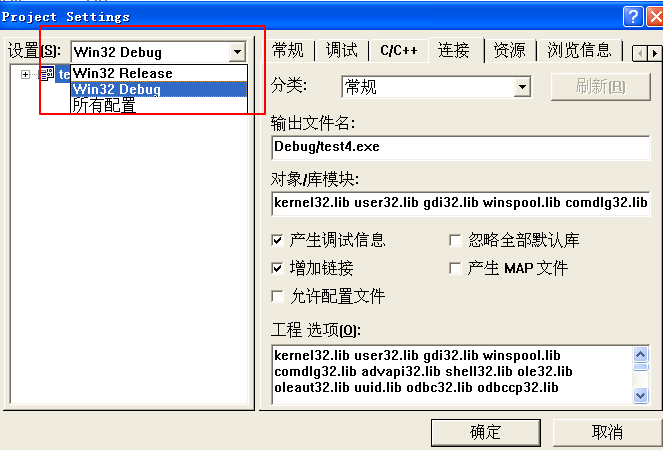 Project Settings
设置(S):
Win32 Debug
Win32 Release
Win32 Debug
所有配置
te
常规
调试
C/C++
连接
资源
浏览信息
分类:
常规
刷新(R)
输出文件名:
Debug/test4.exe
对象/库模块:
kernel32.lib user32.lib gdi32.lib winspool.lib comdlg32.lib
产生调试信息
忽略全部默认库
增加链接
产生 MAP 文件
允许配置文件
工程 选项(O):
kernel32.lib user32.lib gdi32.lib winspool.lib
comdlg32.lib advapi32.lib shell32.lib ole32.lib
oleaut32.lib uuid.lib odbc32.lib odbccp32.lib
确定
取消